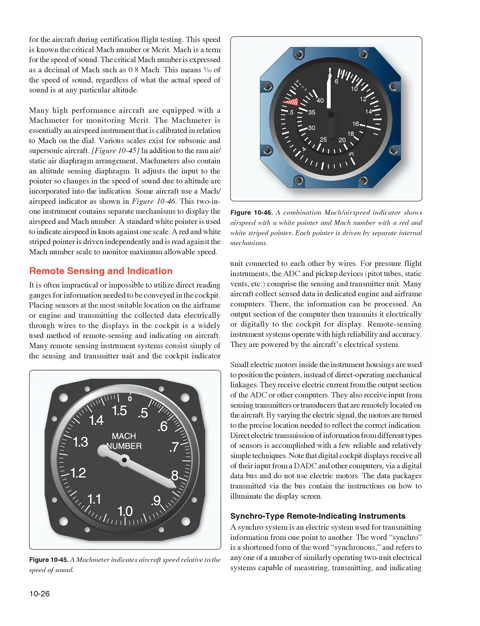 for the aircraft during certification flight testing. This speed
is known the critical Mach number or Mcrit. Mach is a term
for the speed of sound. The critical Mach number is expressed
as a decimal of Mach such as 0.8 Mach. This means 8⁄10 of
the speed of sound, regardless of what the actual speed of
sound is at any particular altitude.
Many high performance aircraft are equipped with a
Machmeter for monitoring Mcrit. The Machmeter is
essentially an airspeed instrument that is calibrated in relation
to Mach on the dial. Various scales exist for subsonic and
supersonic aircraft. [Figure 10-45] In addition to the ram air/
static air diaphragm arrangement, Machmeters also contain
an altitude sensing diaphragm. It adjusts the input to the
pointer so changes in the speed of sound due to altitude are
incorporated into the indication. Some aircraft use a Mach/
airspeed indicator as shown in Figure 10-46. This two-in-
one instrument contains separate mechanisms to display the
airspeed and Mach number. A standard white pointer is used
to indicate airspeed in knots against one scale. A red and white
striped pointer is driven independently and is read against the
Mach number scale to monitor maximum allowable speed.
Remote Sensing and Indication
It is often impractical or impossible to utilize direct reading
gauges for information needed to be conveyed in the cockpit.
Placing sensors at the most suitable location on the airframe
or engine and transmitting the collected data electrically
through wires to the displays in the cockpit is a widely
used method of remote-sensing and indicating on aircraft.
Many remote sensing instrument systems consist simply of
the sensing and transmitter unit and the cockpit indicator
MACH
NUMBER
.5
.6
.7
.8
.9
1.0
1.1
1.2
1.3
1.4
1.5
Figure 10-45. A Machmeter indicates aircraft speed relative to the
speed of sound.
10-26
6
10
12
14
16
18
20
25
30
35
40
.5
Figure 10-46. A combination Mach/airspeed indicator shows
airspeed with a white pointer and Mach number with a red and
white striped pointer. Each pointer is driven by separate internal
mechanisms.
unit connected to each other by wires. For pressure flight
instruments, the ADC and pickup devices (pitot tubes, static
vents, etc.) comprise the sensing and transmitter unit. Many
aircraft collect sensed data in dedicated engine and airframe
computers. There, the information can be processed. An
output section of the computer then transmits it electrically
or digitally to the cockpit for display. Remote-sensing
instrument systems operate with high reliability and accuracy.
They are powered by the aircraft's electrical system.
Small electric motors inside the instrument housings are used
to position the pointers, instead of direct-operating mechanical
linkages. They receive electric current from the output section
of the ADC or other computers. They also receive input from
sensing transmitters or transducers that are remotely located on
the aircraft. By varying the electric signal, the motors are turned
to the precise location needed to reflect the correct indication.
Direct electric transmission of information from different types
of sensors is accomplished with a few reliable and relatively
simple techniques. Note that digital cockpit displays receive all
of their input from a DADC and other computers, via a digital
data bus and do not use electric motors. The data packages
transmitted via the bus contain the instructions on how to
illuminate the display screen.
Synchro-Type Remote-Indicating Instruments
A synchro system is an electric system used for transmitting
information from one point to another. The word “synchro”
is a shortened form of the word “synchronous,” and refers to
any one of a number of similarly operating two-unit electrical
systems capable of measuring, transmitting, and indicating